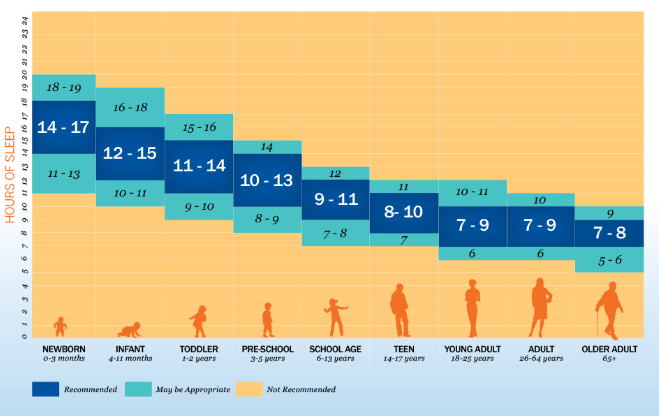 HOURS OF SLEEP
24
23
22
21
20
19
18
17
16
15
14
13
12
11
10
9
8
7
6
5
4
3
2
1
0
18 - 19
14 - 17
11 - 13
16 - 18
12 - 15
10 - 11
15 - 16
11 - 14
9 - 10
14
10 - 13
8 - 9
12
9 - 11
7 - 8
11
8- 10
7
10 - 11
7 - 9
6
10
7 - 9
6
9
7 - 8
5 - 6
NEWBORN
0-3 months
INFANT
4-11 months
TODDLER
1-2 years
PRE-SCHOOL
3-5 years
SCHOOL AGE
6-13 years
TEEN
14-17 years
YOUNG ADULT
18-25 years
ADULT
26-64 years
OLDER ADULT
65+
Recommended
May be Appropriate
Not Recommended